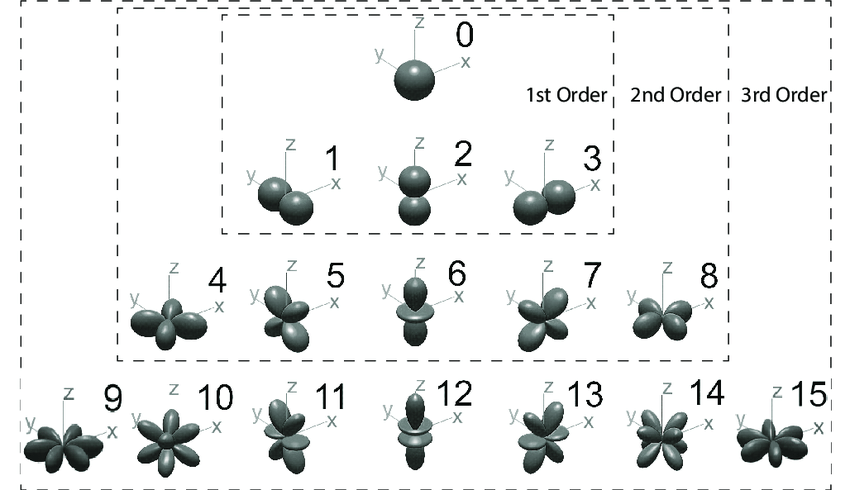 z 0
y x
1st Order 2nd Order 3rd Order
z 1 z 2 z 3
y x y x y x
z 4 z 5 z 6 z 7 z 8
y x y x y x y x y x
z 9 z 10 z 11 z 12 z 13 z 14 z 15
y x y x y x y x y x y x y x